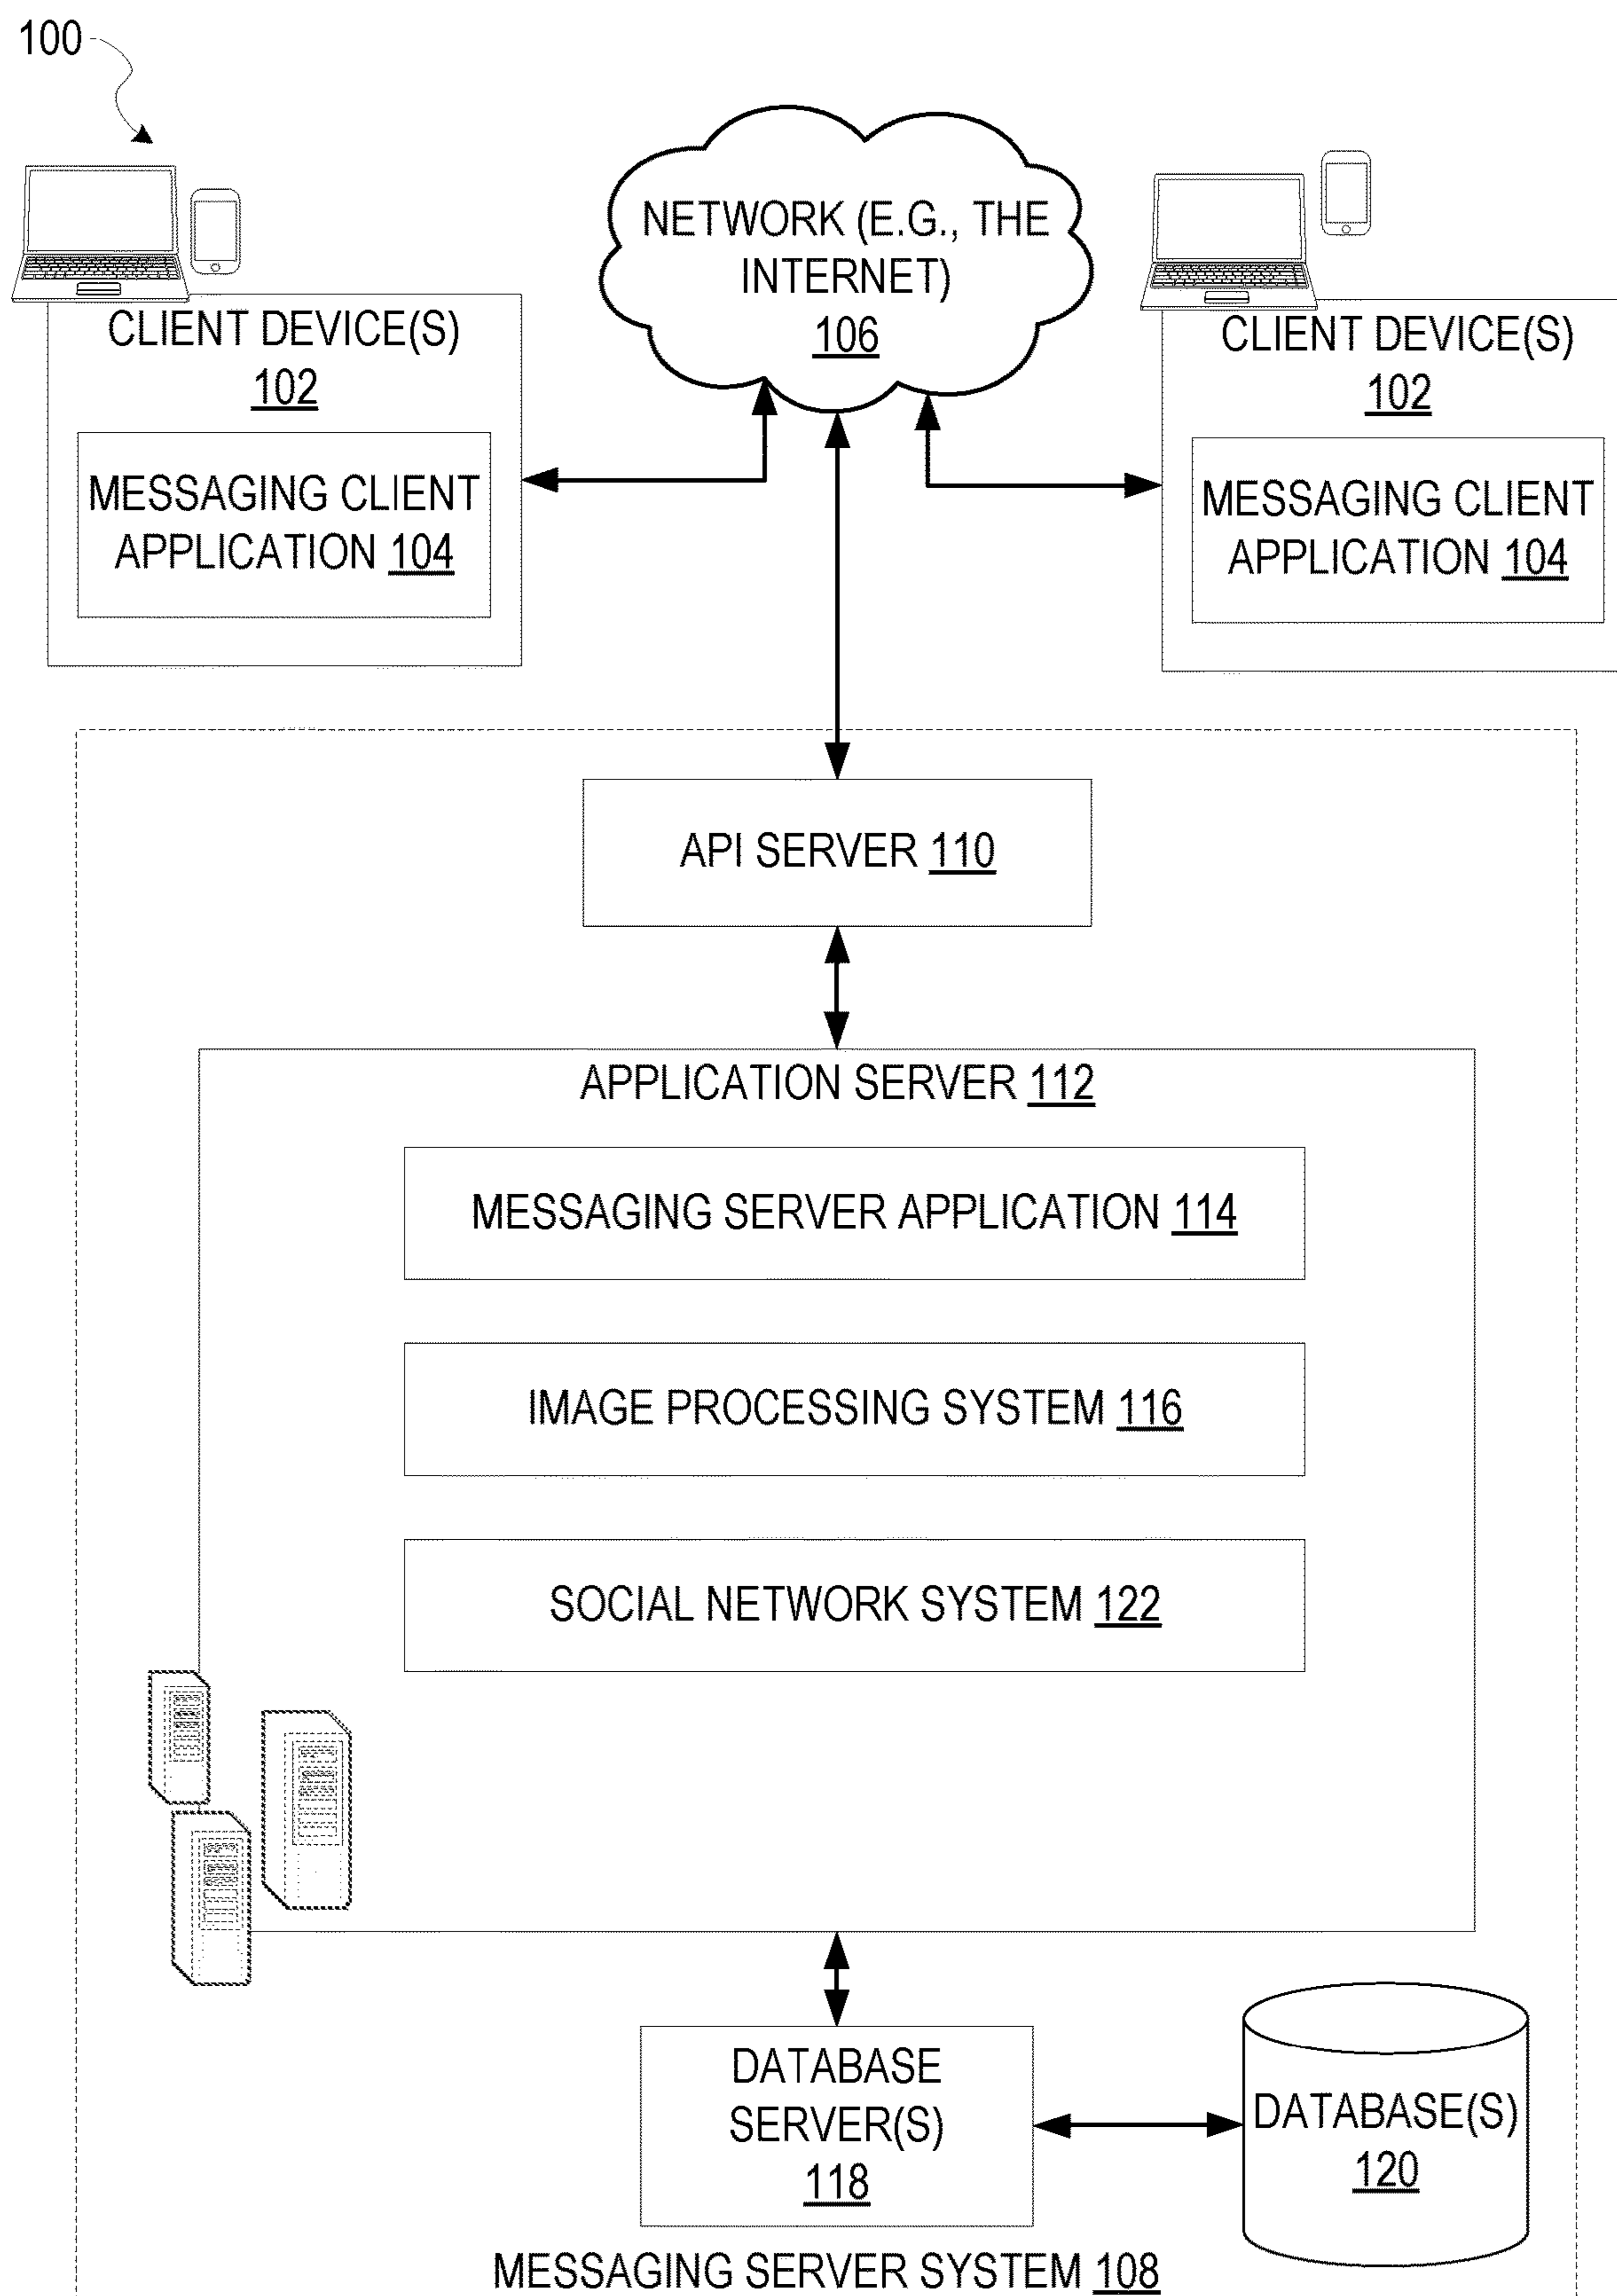 100
NETWORK (E.G., THE
INTERNET)
106
CLIENT DEVICE(S)
102
MESSAGING CLIENT
APPLICATION 104
CLIENT DEVICE(S)
102
MESSAGING CLIENT
APPLICATION 104
API SERVER 110
APPLICATION SERVER 112
MESSAGING SERVER APPLICATION 114
IMAGE PROCESSING SYSTEM 116
SOCIAL NETWORK SYSTEM 122
DATABASE
SERVER(S)
118
DATABASE(S)
120
MESSAGING SERVER SYSTEM 108